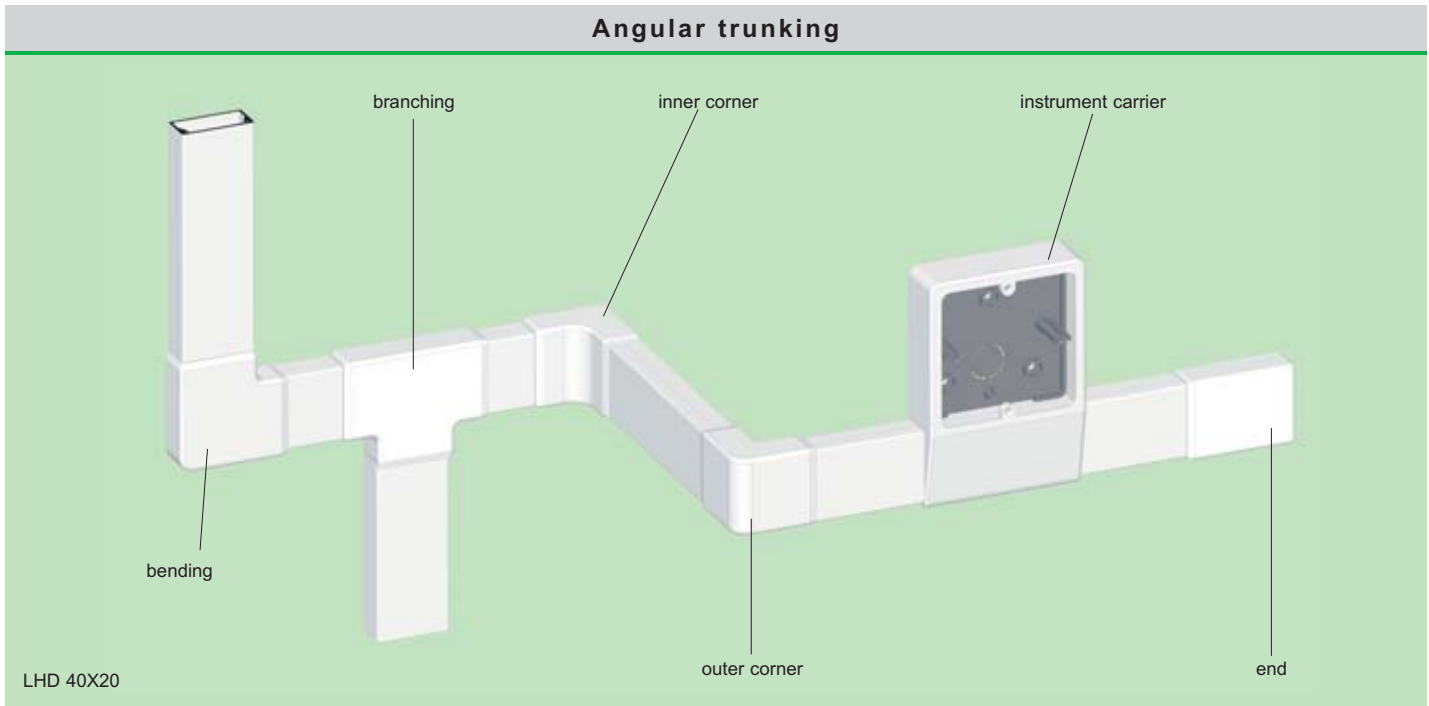 Angular trunking
branching
inner corner
instrument carrier
bending
outer corner
end
LHD 40X20